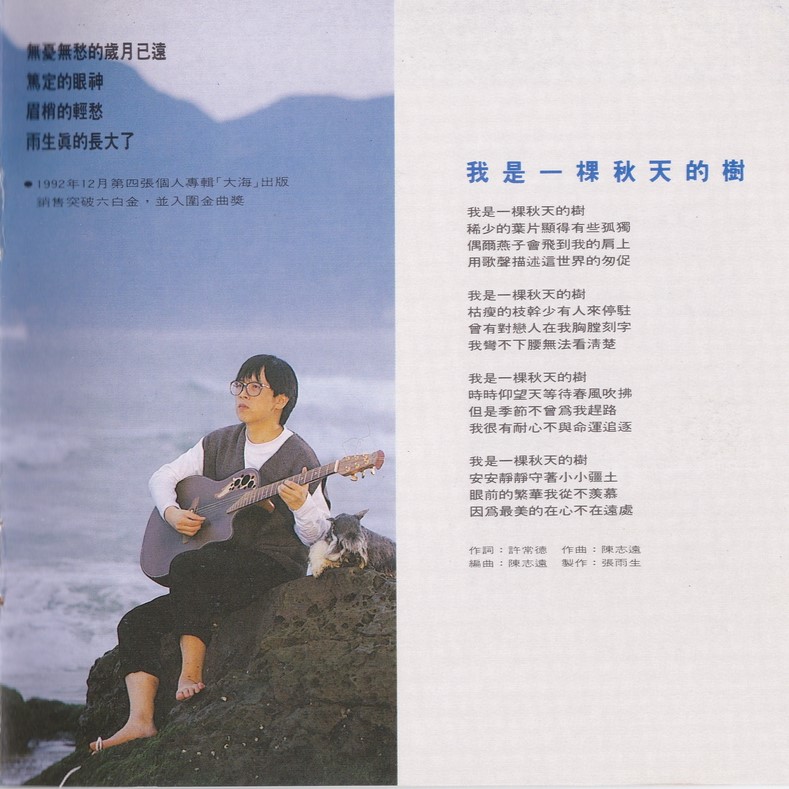 無憂無愁的歲月已遠
篤定的眼神
眉梢的輕愁
雨生眞的長大了
●1992年12月第四張個人專輯「大海」出版
銷售突破六白金，並入圍金曲獎
我是一棵秋天的樹
我是一棵秋天的樹
稀少的葉片顯得有些孤獨
偶爾燕子會飛到我的肩上
用歌聲描述這世界的匆促
我是一棵秋天的樹
枯瘦的枝幹少有人來停駐
曾有對戀人在我胸膛刻字
我彎不下腰無法看淸楚
我是一棵秋天的樹
時時仰望天等待春風吹拂
但是季節不曾爲我趕路
我很有耐心不與命運追逐
我是一棵秋天的樹
安安靜靜守著小小疆土
眼前的繁華我從不羨慕
因爲最美的在心不在遠處
作詞：許常德　作曲：陳志遠
編曲：陳志遠　製作：張雨生